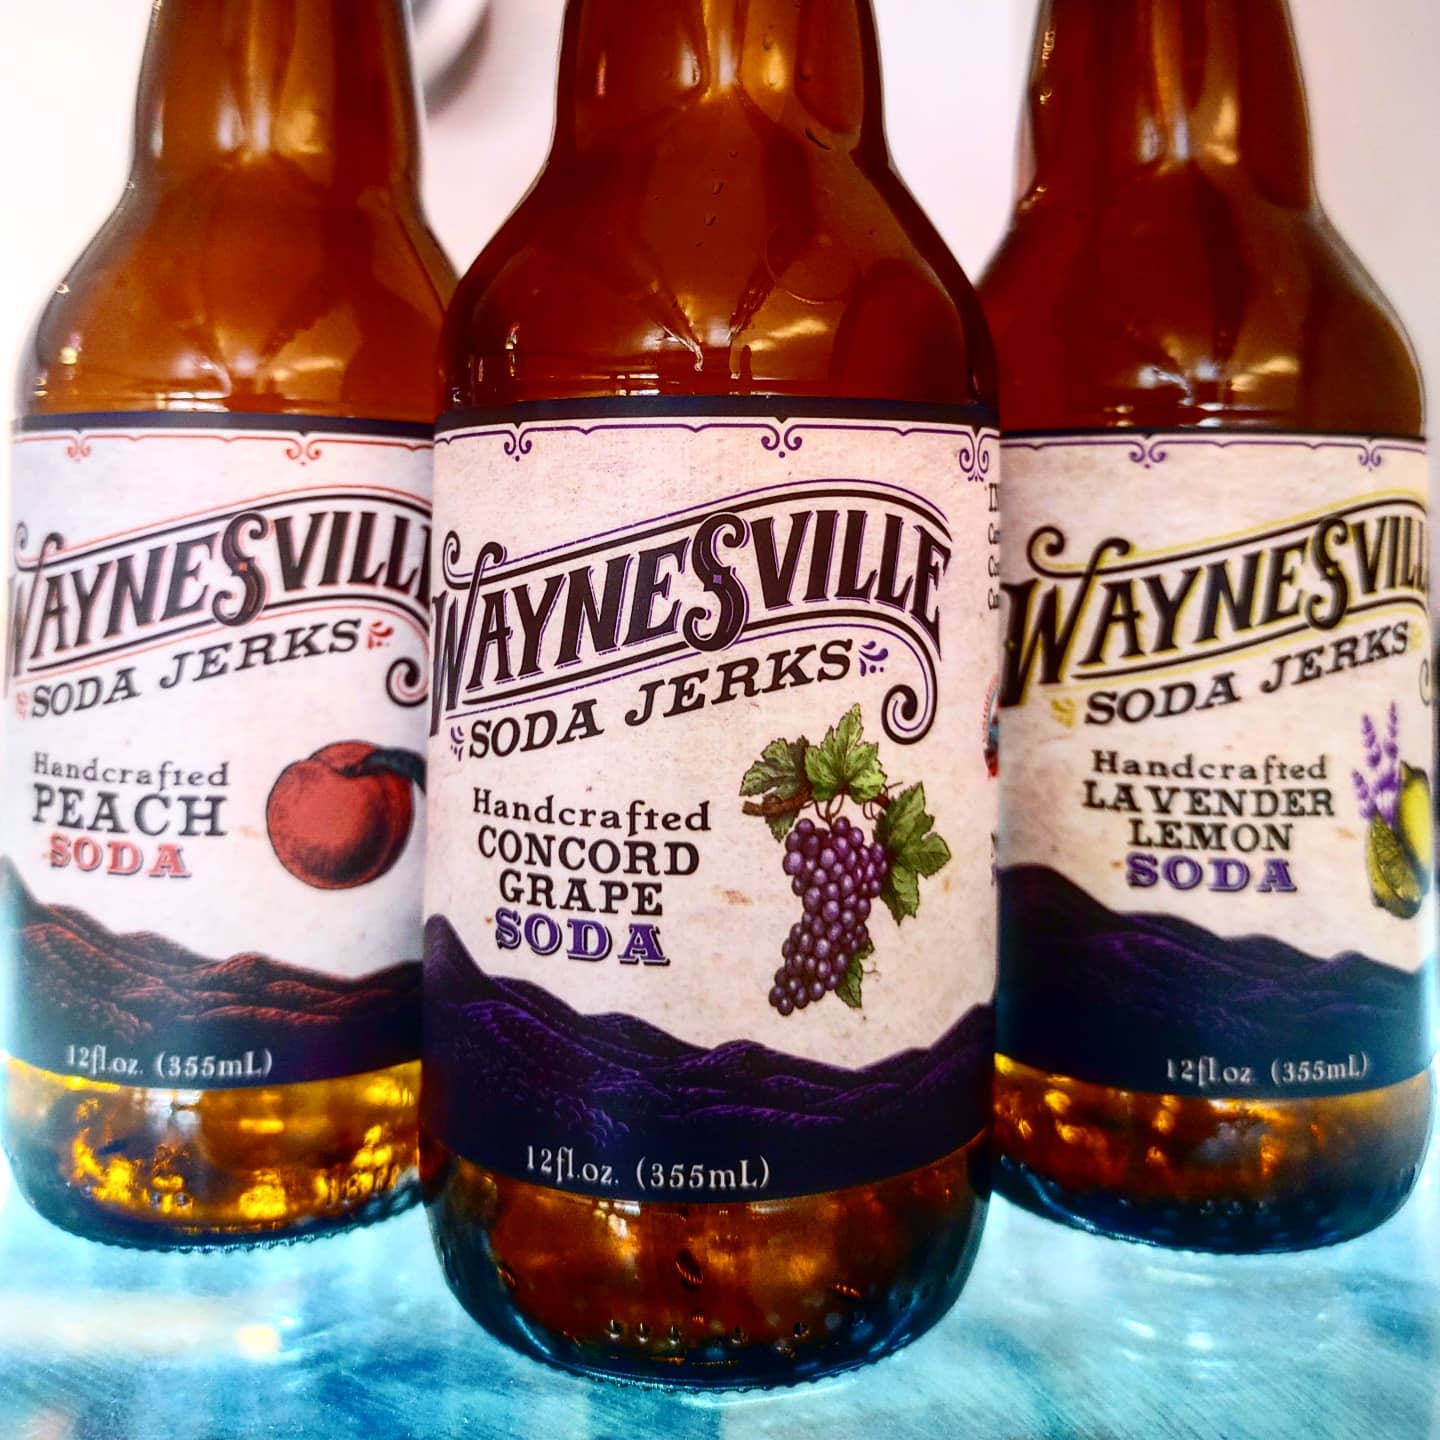 WAYNESVILLE
SODA JERKS
Handcrafted
PEACH
SODA
12fl.oz. (355mL)
WAYNESVILLE
SODA JERKS
Handcrafted
CONCORD
GRAPE
SODA
12fl.oz. (355mL)
WAYNESVILLE
SODA JERKS
Handcrafted
LAVENDER
LEMON
SODA
12fl.oz (355mL)